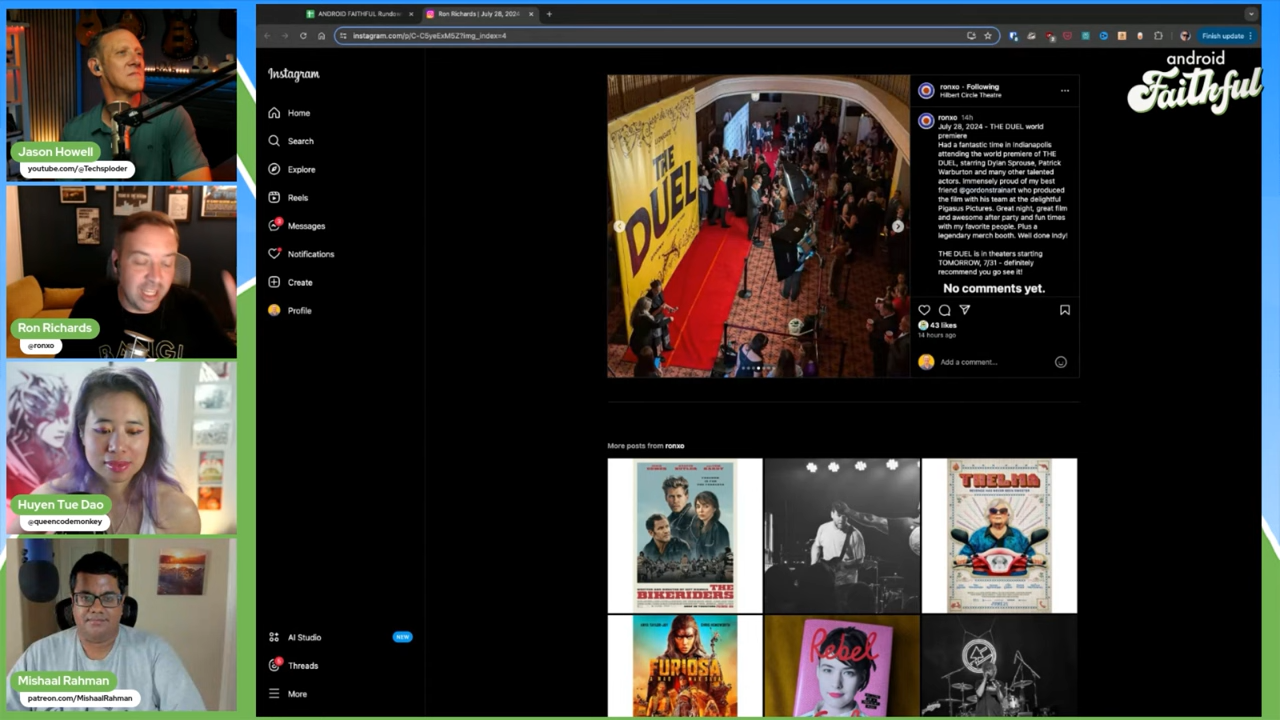 Jason Howell
youtube.com/@Techsploder
Ron Richards
@ronxo
Huyen Tue Dao
@queencodemonkey
Mishaal Rahman
patreon.com/MishaalRahman
ANDROID FAITHFUL Rundow
Ron Richards | July 28, 2024
instagram.com/p/C-C5yeExM5Z/?img_index=4
Finish update
android
Faithful
Instagram
Home
Search
Explore
Reels
Messages
Notifications
Create
Profile
AI Studio
NEW
Threads
More
THE
DUEL
ronxo · Following
Hilbert Circle Theatre
ronxo 14h
July 28, 2024 - THE DUEL world
premiere
Had a fantastic time in Indianapolis
attending the world premiere of THE
DUEL, starring Dylan Sprouse, Patrick
Warburton and many other talented
actors. Immensely proud of my best
friend @gordonstrainart who produced
the film with his team at the delightful
Pigasus Pictures. Great night, great film
and awesome after party and fun times
with my favorite people. Plus a
legendary merch booth. Well done Indy!
THE DUEL is in theaters starting
TOMORROW, 7/31 - definitely
recommend you go see it!
No comments yet.
43 likes
14 hours ago
Add a comment...
More posts from ronxo
THE
BIKERIDERS
THELMA
FURIOSA
Rebel